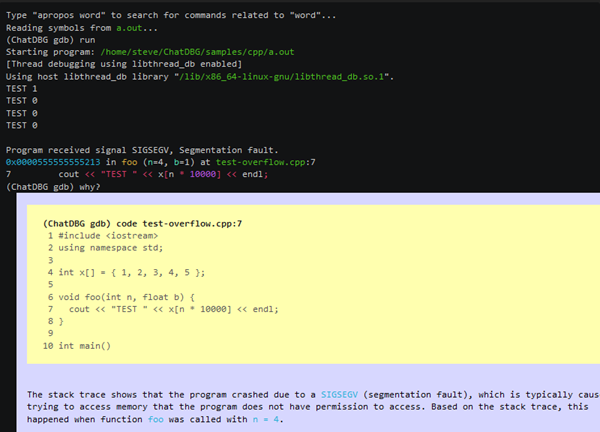 Type "apropos word" to search for commands related to "word"...
Reading symbols from a.out...
(ChatDBG gdb) run
Starting program: /home/steve/ChatDBG/samples/cpp/a.out
[Thread debugging using libthread_db enabled]
Using host libthread_db library "/lib/x86_64-linux-gnu/libthread_db.so.1".
TEST 1
TEST 0
TEST 0
TEST 0
Program received signal SIGSEGV, Segmentation fault.
0x0000555555555213 in foo (n=4, b=1) at test-overflow.cpp:7
7 cout << "TEST " << x[n * 10000] << endl;
(ChatDBG gdb) why?
(ChatDBG gdb) code test-overflow.cpp:7
1 #include <iostream>
2 using namespace std;
3
4 int x[] = { 1, 2, 3, 4, 5 };
5
6 void foo(int n, float b) {
7 cout << "TEST " << x[n * 10000] << endl;
8 }
9
10 int main()
The stack trace shows that the program crashed due to a SIGSEGV (segmentation fault), which is typically caus
trying to access memory that the program does not have permission to access. Based on the stack trace, this
happened when function foo was called with n = 4.